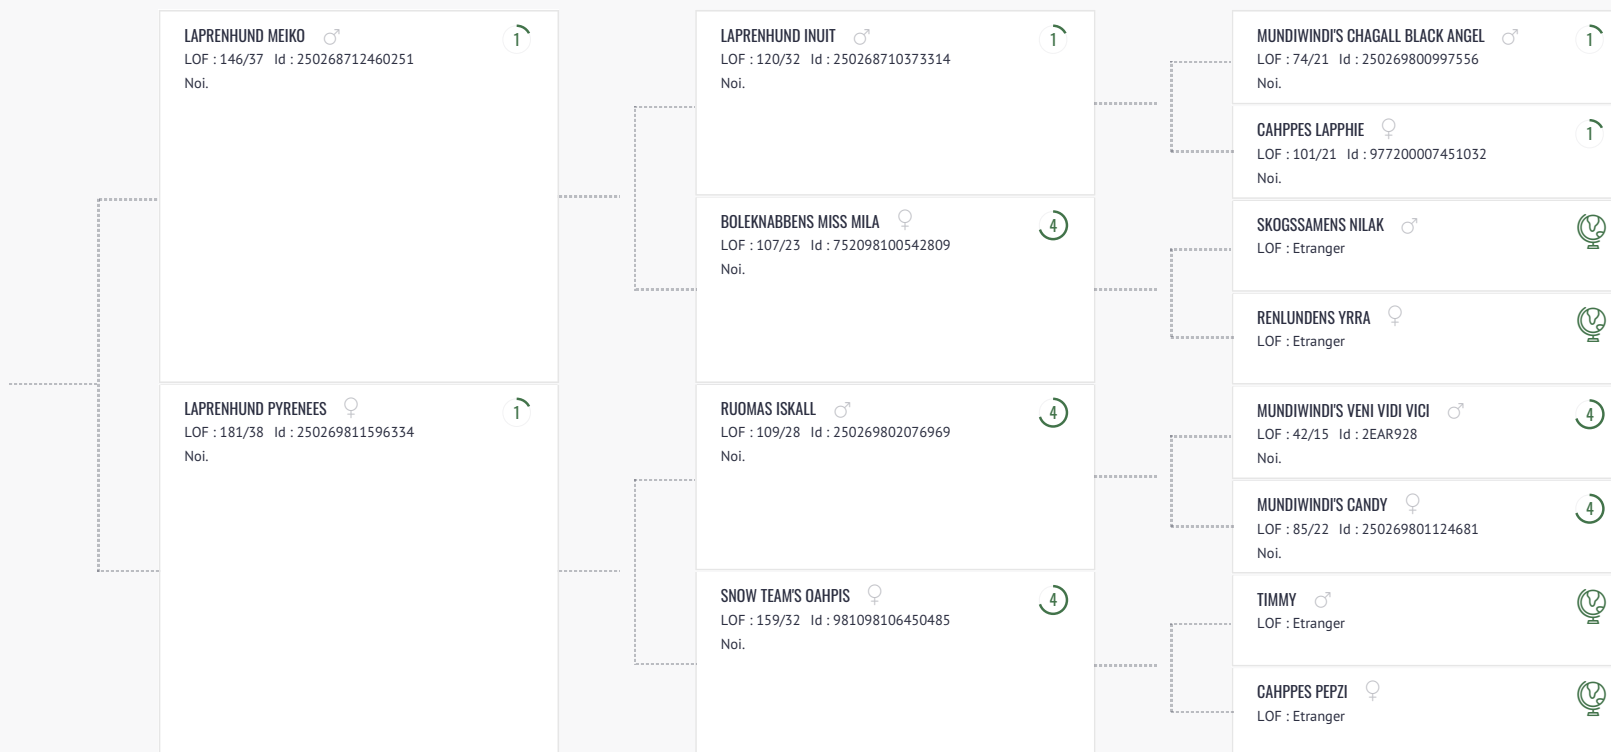 LAPRENHUND MEIKO
1
LOF : 146/37 Id : 250268712460251
Noi.
LAPRENHUND PYRENEES
1
LOF : 181/38 Id : 250269811596334
Noi.
LAPRENHUND INUIT
1
LOF : 120/32 Id : 250268710373314
Noi.
BOLEKNABBENS MISS MILA
4
LOF : 107/23 Id : 752098100542809
Noi.
RUOMAS ISKALL
4
LOF : 109/28 Id : 250269802076969
Noi.
SNOW TEAM'S OAHPIS
4
LOF : 159/32 Id : 981098106450485
Noi.
MUNDIWINDI'S CHAGALL BLACK ANGEL
1
LOF : 74/21 Id : 250269800997556
Noi.
CAHPPES LAPPHIE
1
LOF : 101/21 Id : 977200007451032
Noi.
SKOGSSAMENS NILAK
LOF : Etranger
RENLUNDENS YRRA
LOF : Etranger
MUNDIWINDI'S VENI VIDI VICI
4
LOF : 42/15 Id : 2EAR928
Noi.
MUNDIWINDI'S CANDY
4
LOF : 85/22 Id : 250269801124681
Noi.
TIMMY
LOF : Etranger
CAHPPES PEPZI
LOF : Etranger